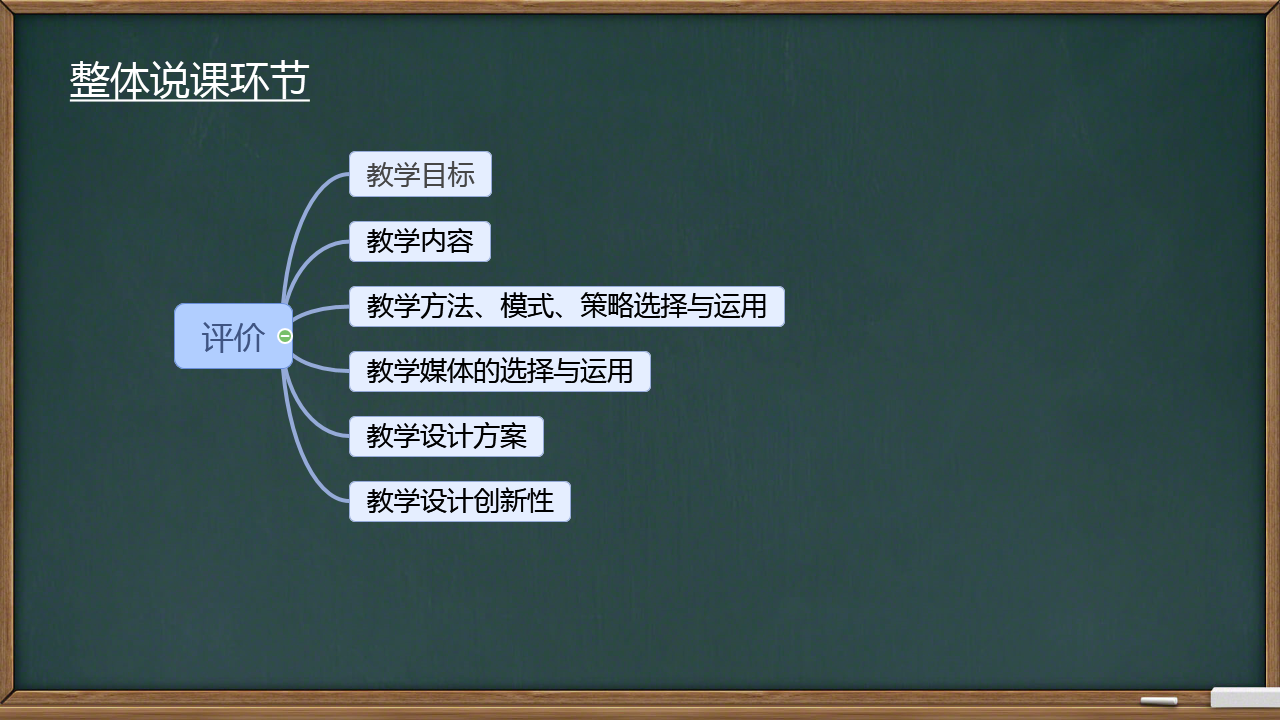 整体说课环节
教学目标
教学内容
教学方法、模式、策略选择与运用
评价
教学媒体的选择与运用
教学设计方案
教学设计创新性